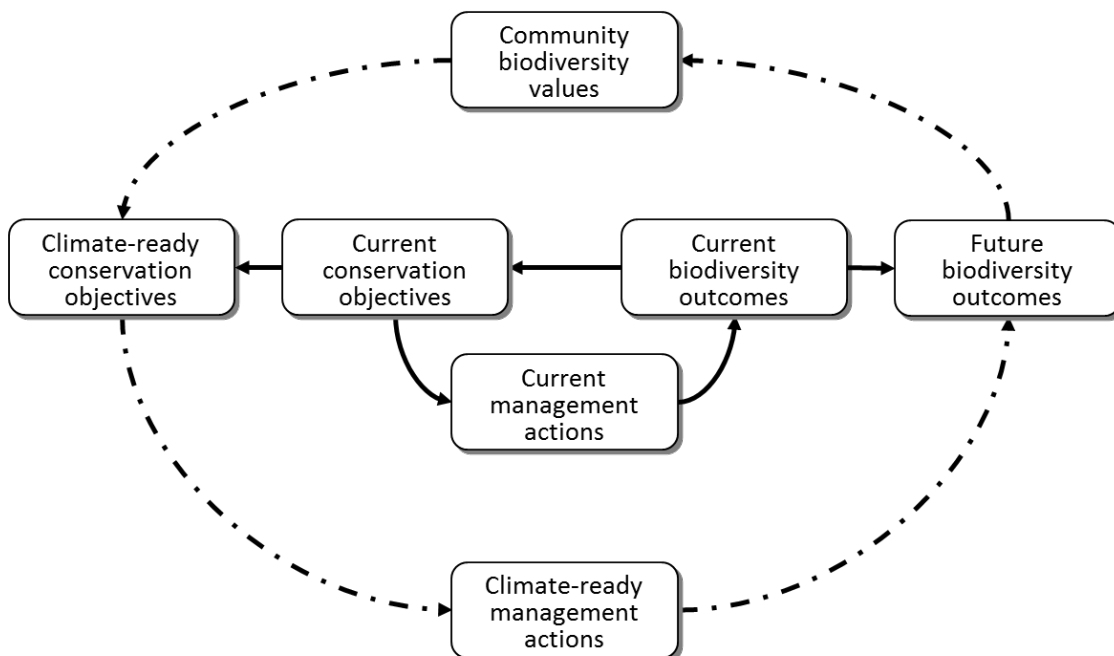 Community
biodiversity
values
Climate-ready
conservation
objectives
Current
conservation
objectives
Current
biodiversity
outcomes
Future
biodiversity
outcomes
Current
management
actions
Climate-ready
management
actions